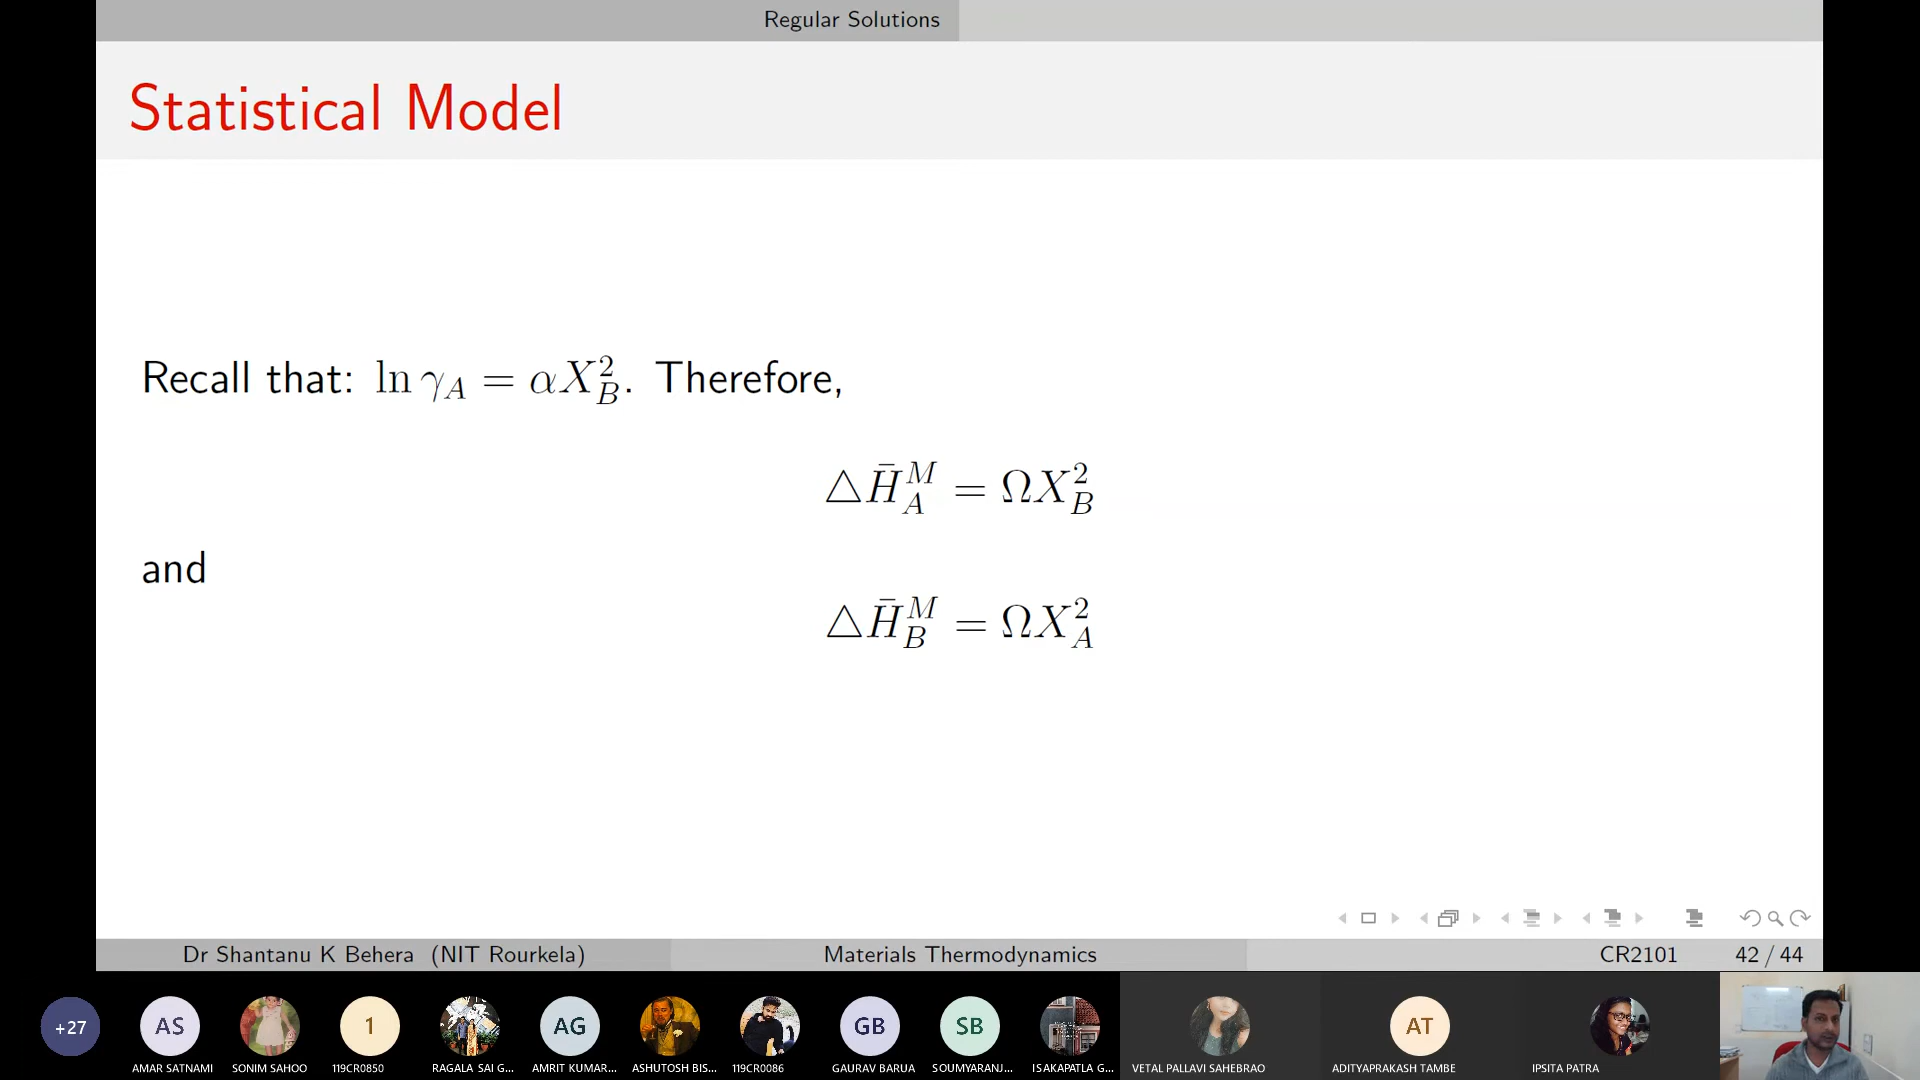 Regular Solutions
Statistical Model
Recall that: ln γ_A = αX_B^2. Therefore,
△H̄_A^M = ΩX_B^2
and
△H̄_B^M = ΩX_A^2
Dr Shantanu K Behera (NIT Rourkela) Materials Thermodynamics CR2101 42 / 44
+27 AS 1 AG GB SB AT
AMAR SATNAMI SONIM SAHOO 119CR0850 RAGALA SAI G... AMRIT KUMAR... ASHUTOSH BIS... 119CR0086 GAURAV BARUA SOUMYARANJ... ISAKAPATLA G... VETAL PALLAVI SAHEBRAO ADITYAPRAKASH TAMBE IPSITA PATRA